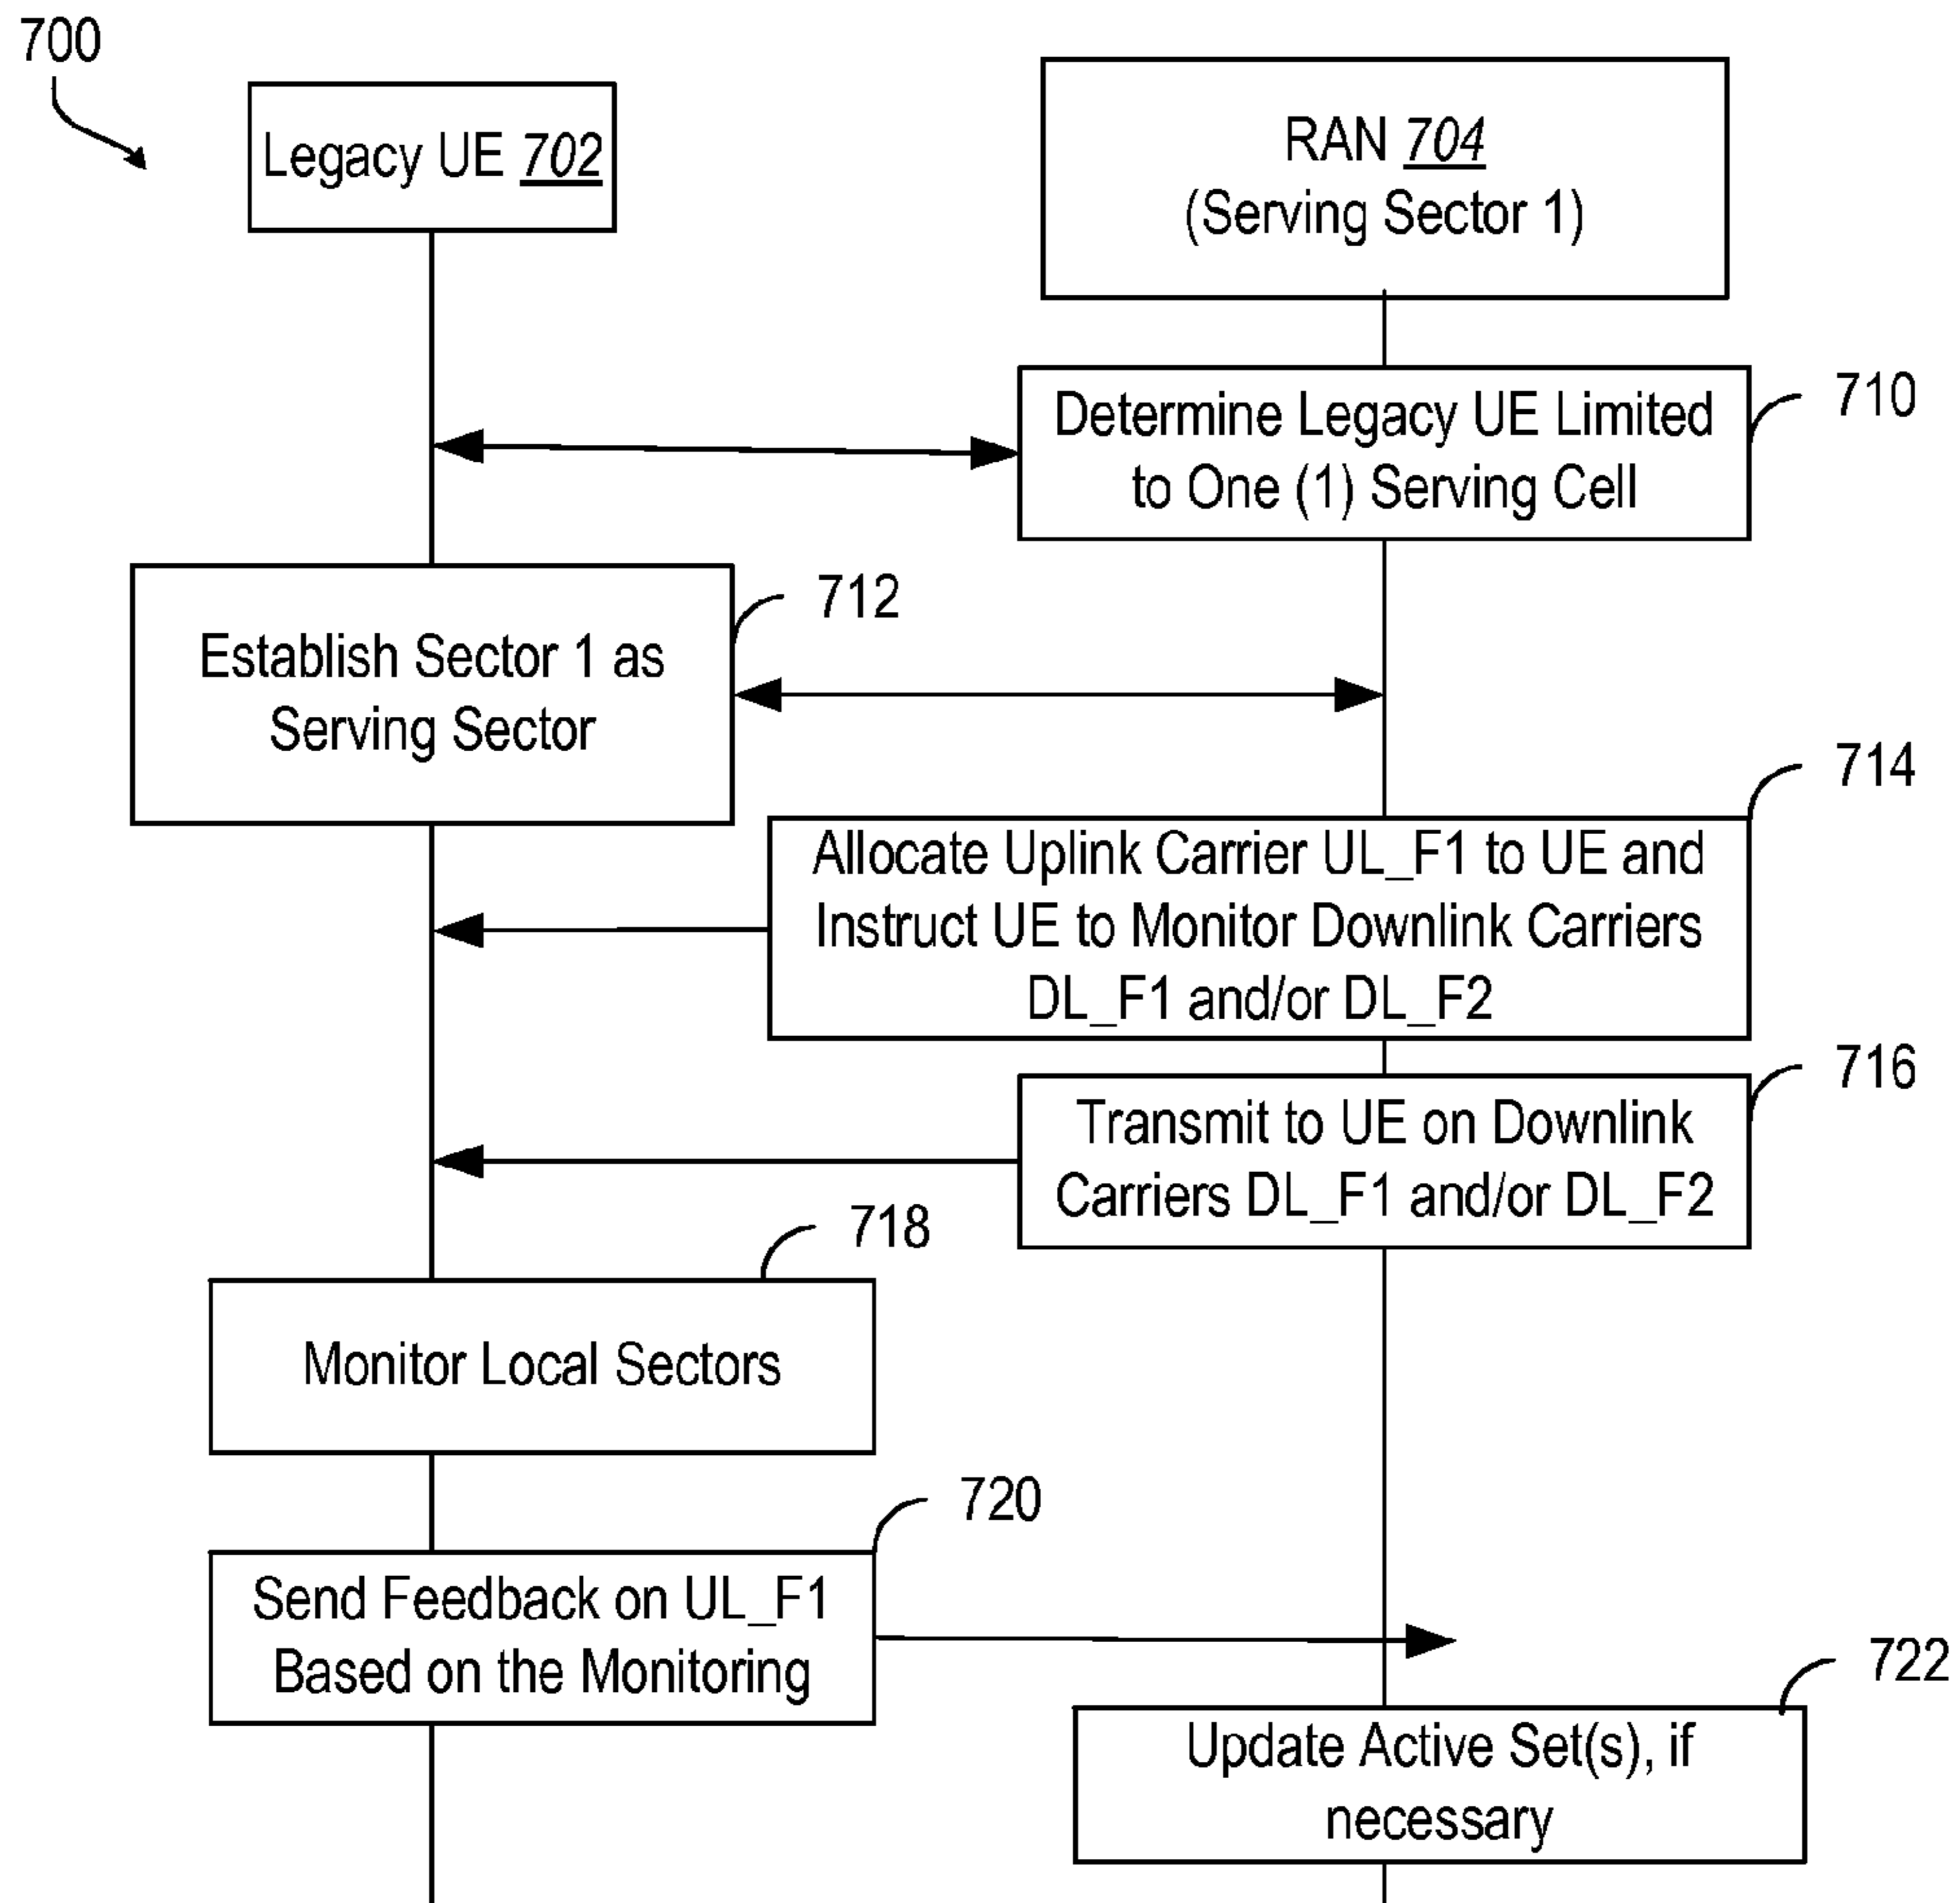 700
Legacy UE 702
RAN 704
(Serving Sector 1)
Determine Legacy UE Limited
to One (1) Serving Cell
710
Establish Sector 1 as
Serving Sector
712
714
Allocate Uplink Carrier UL_F1 to UE and
Instruct UE to Monitor Downlink Carriers
DL_F1 and/or DL_F2
716
Transmit to UE on Downlink
Carriers DL_F1 and/or DL_F2
718
Monitor Local Sectors
720
Send Feedback on UL_F1
Based on the Monitoring
722
Update Active Set(s), if
necessary